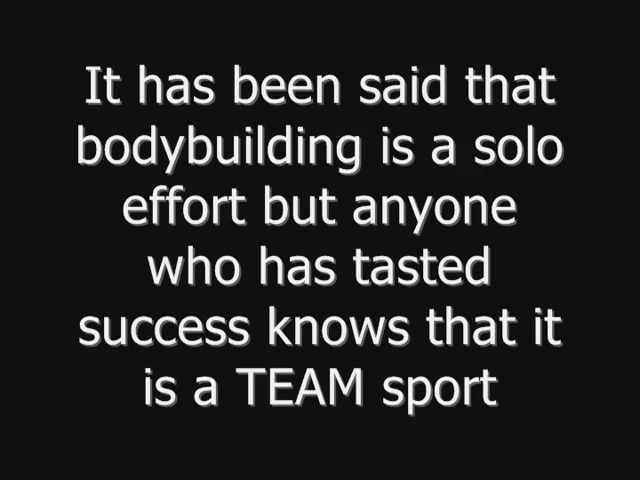 It has been said that
bodybuilding is a solo
effort but anyone
who has tasted
success knows that it
is a TEAM sport